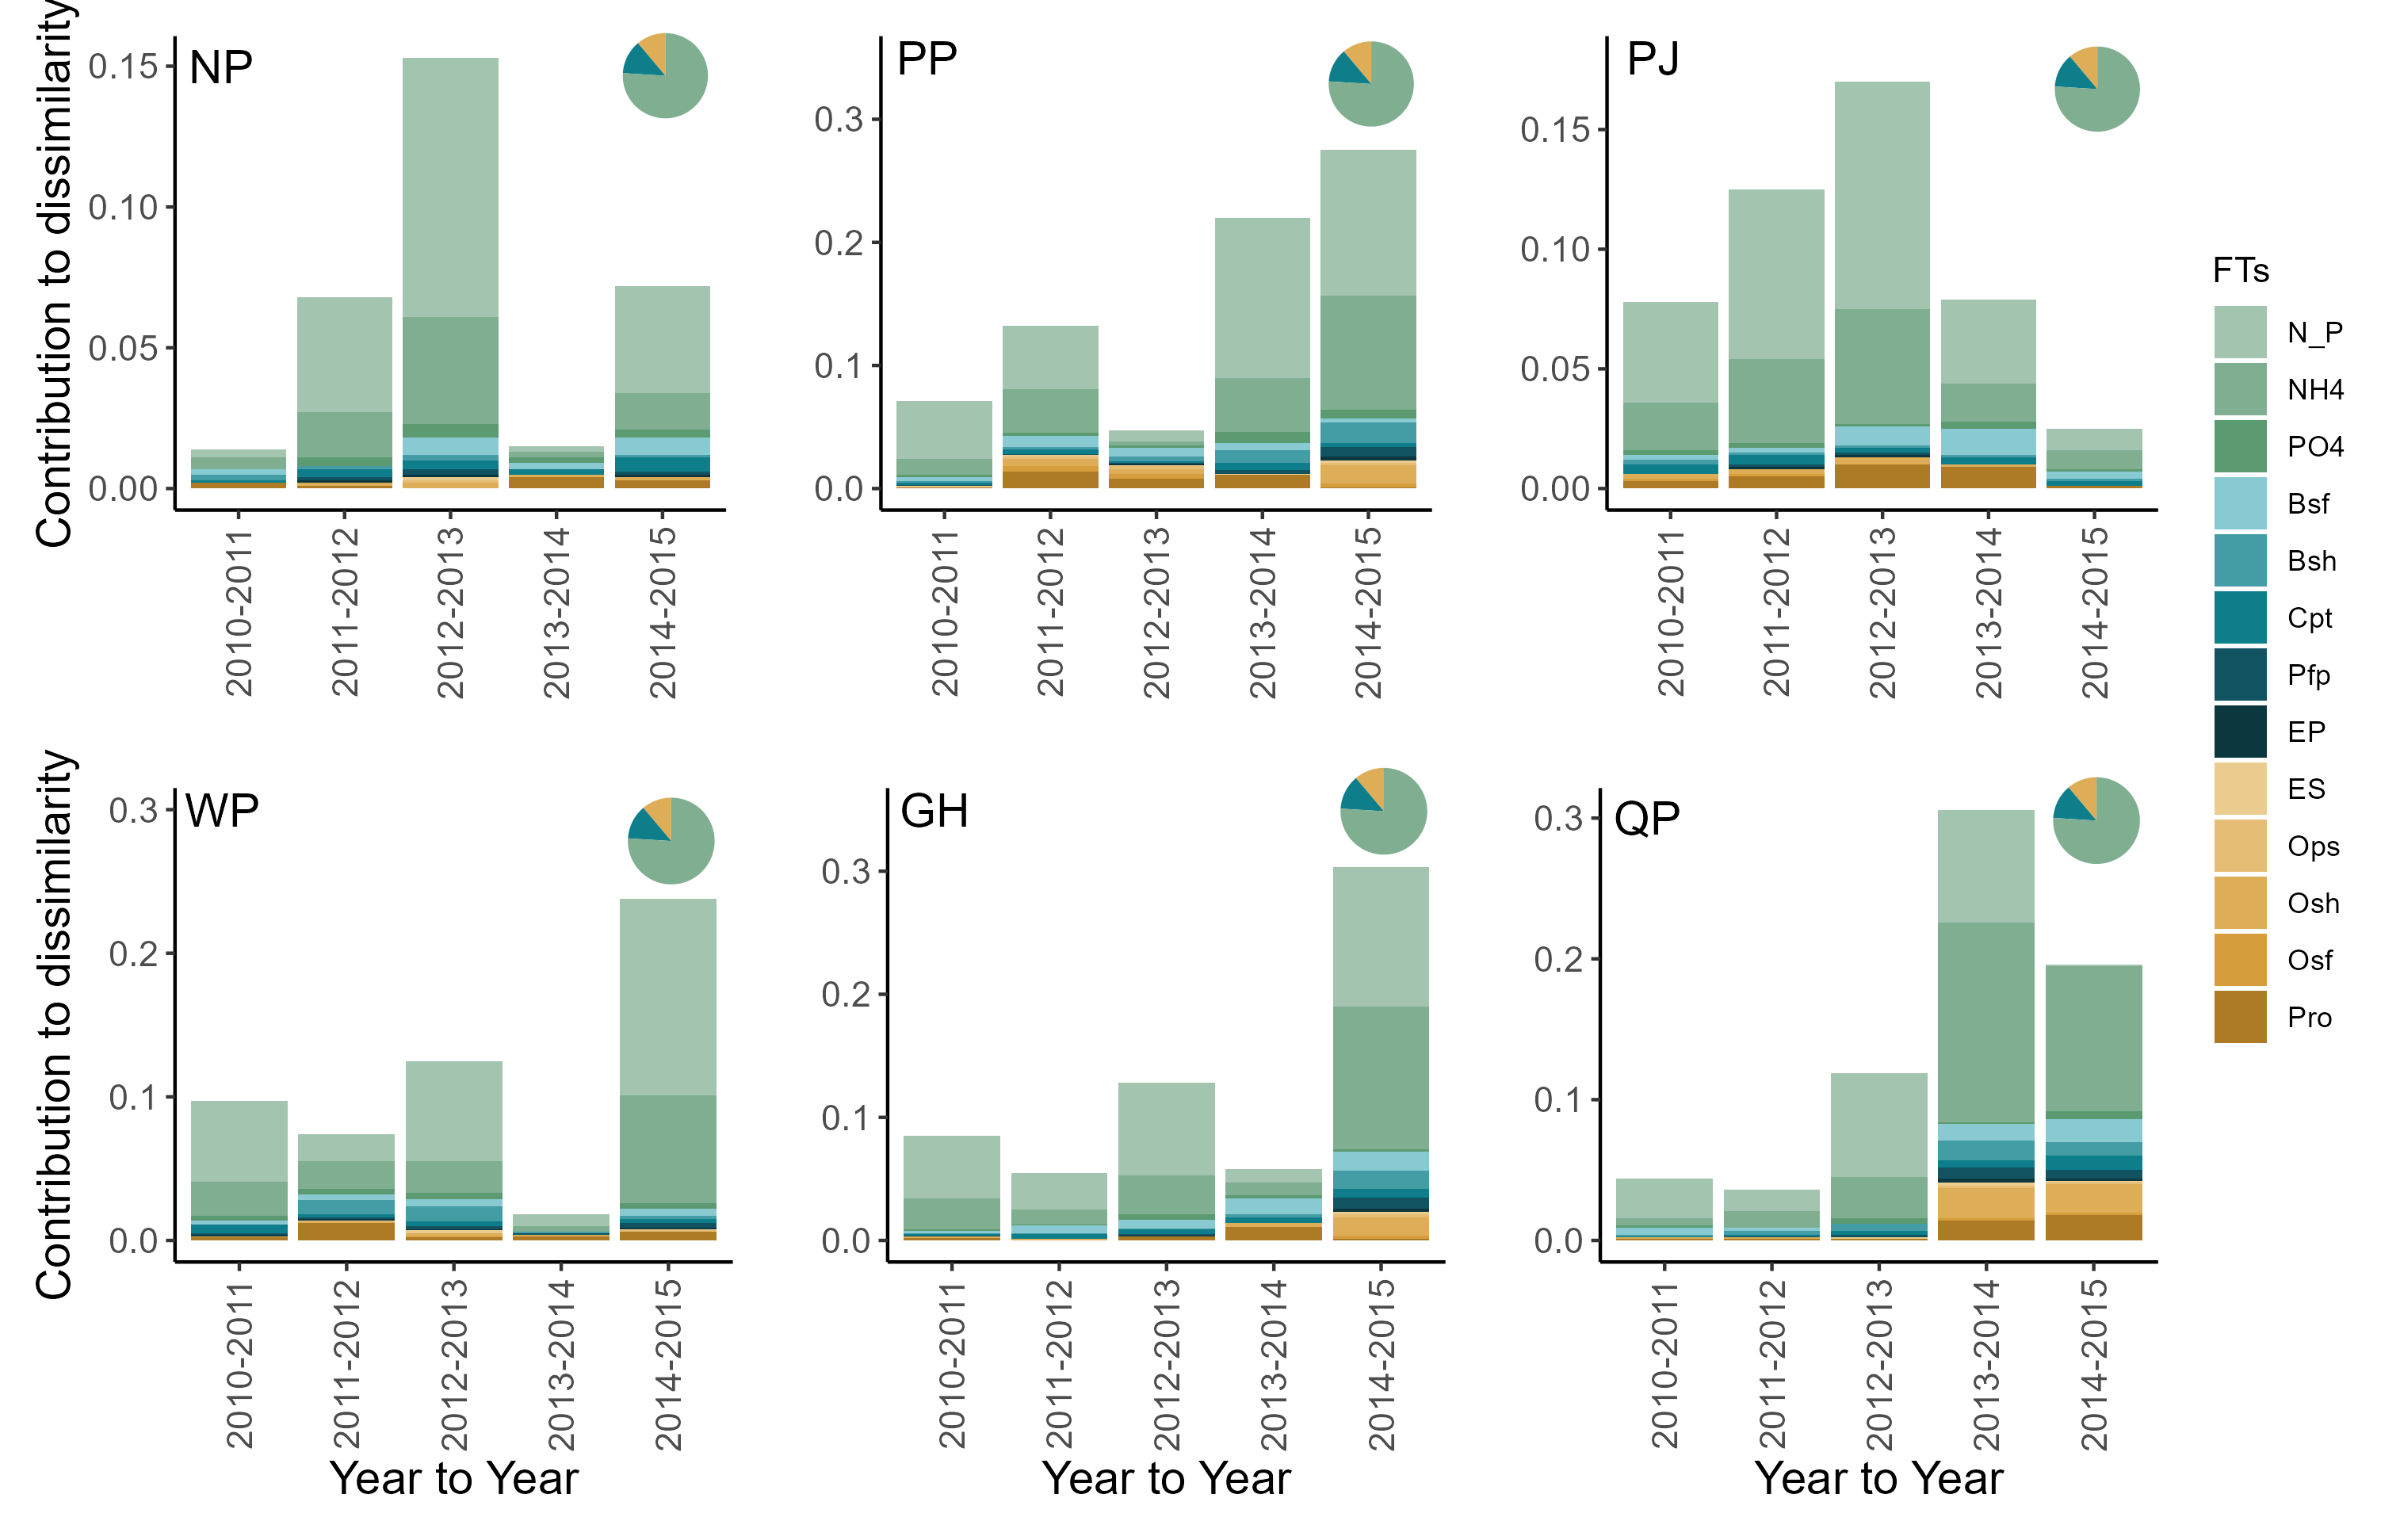 Contribution to dissimilarity
NP
0.15
0.10
0.05
0.00
2010-2011
2011-2012
2012-2013
2013-2014
2014-2015
PP
0.3
0.2
0.1
0.0
2010-2011
2011-2012
2012-2013
2013-2014
2014-2015
PJ
0.15
0.10
0.05
0.00
2010-2011
2011-2012
2012-2013
2013-2014
2014-2015
Contribution to dissimilarity
WP
0.3
0.2
0.1
0.0
2010-2011
2011-2012
2012-2013
2013-2014
2014-2015
Year to Year
GH
0.3
0.2
0.1
0.0
2010-2011
2011-2012
2012-2013
2013-2014
2014-2015
Year to Year
QP
0.3
0.2
0.1
0.0
2010-2011
2011-2012
2012-2013
2013-2014
2014-2015
Year to Year
FTs
N_P
NH4
PO4
Bsf
Bsh
Cpt
Pfp
EP
ES
Ops
Osh
Osf
Pro